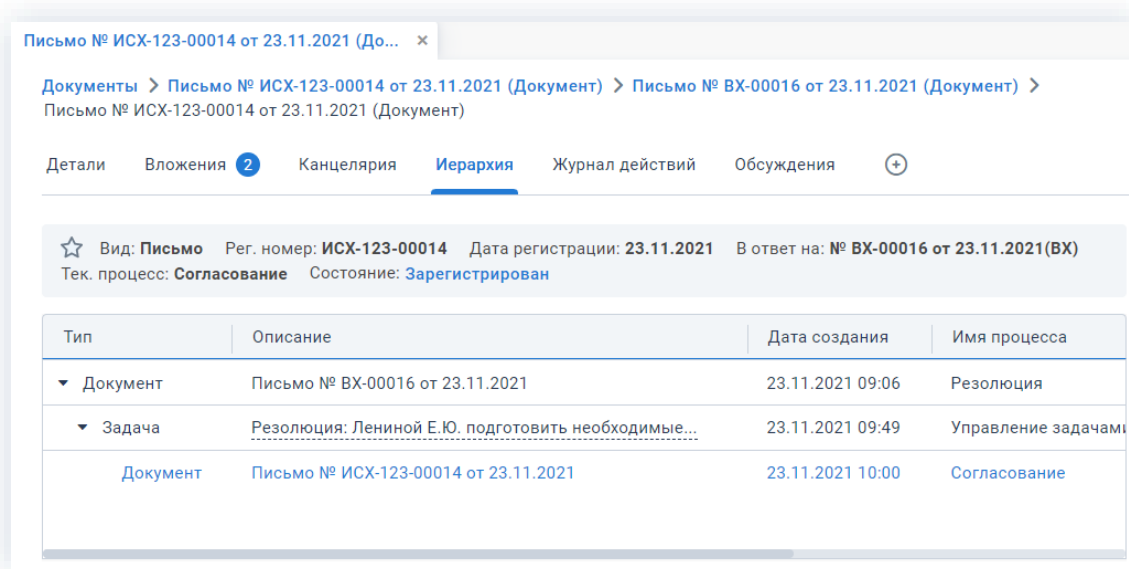 Письмо № ИСХ-123-00014 от 23.11.2021 (До... ×
Документы > Письмо № ИСХ-123-00014 от 23.11.2021 (Документ) > Письмо № ВХ-00016 от 23.11.2021 (Документ) >
Письмо № ИСХ-123-00014 от 23.11.2021 (Документ)
Детали Вложения 2 Канцелярия Иерархия Журнал действий Обсуждения
Вид: Письмо Рег. номер: ИСХ-123-00014 Дата регистрации: 23.11.2021 В ответ на: № ВХ-00016 от 23.11.2021(ВХ)
Тек. процесс: Согласование Состояние: Зарегистрирован
Тип Описание Дата создания Имя процесса
Документ Письмо № ВХ-00016 от 23.11.2021 23.11.2021 09:06 Резолюция
Задача Резолюция: Лениной Е.Ю. подготовить необходимые... 23.11.2021 09:49 Управление задачами
Документ Письмо № ИСХ-123-00014 от 23.11.2021 23.11.2021 10:00 Согласование